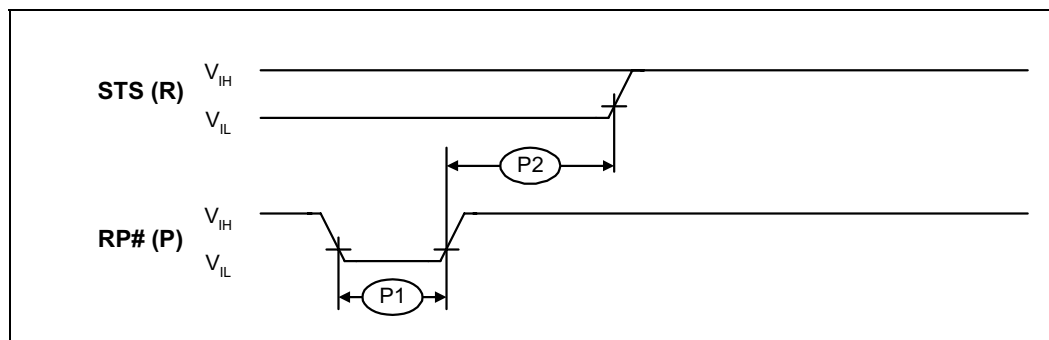 STS (R)
V_IH
V_IL
P2
RP# (P)
V_IH
V_IL
P1